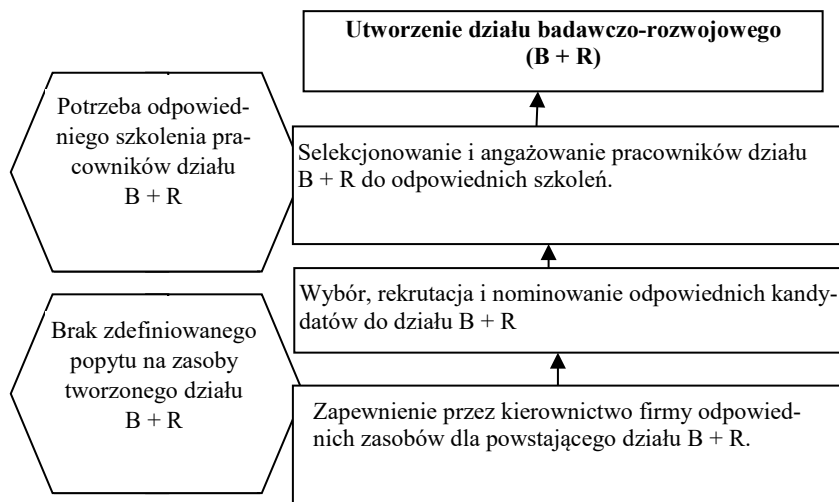 Utworzenie działu badawczo-rozwojowego
(B + R)
Potrzeba odpowied-
niego szkolenia pra-
cowników działu
B + R
Selekcjonowanie i angażowanie pracowników działu
B + R do odpowiednich szkoleń.
Wybór, rekrutacja i nominowanie odpowiednich kandy-
datów do działu B + R
Brak zdefiniowanego
popytu na zasoby
tworzonego działu
B + R
Zapewnienie przez kierownictwo firmy odpowied-
nich zasobów dla powstającego działu B + R.